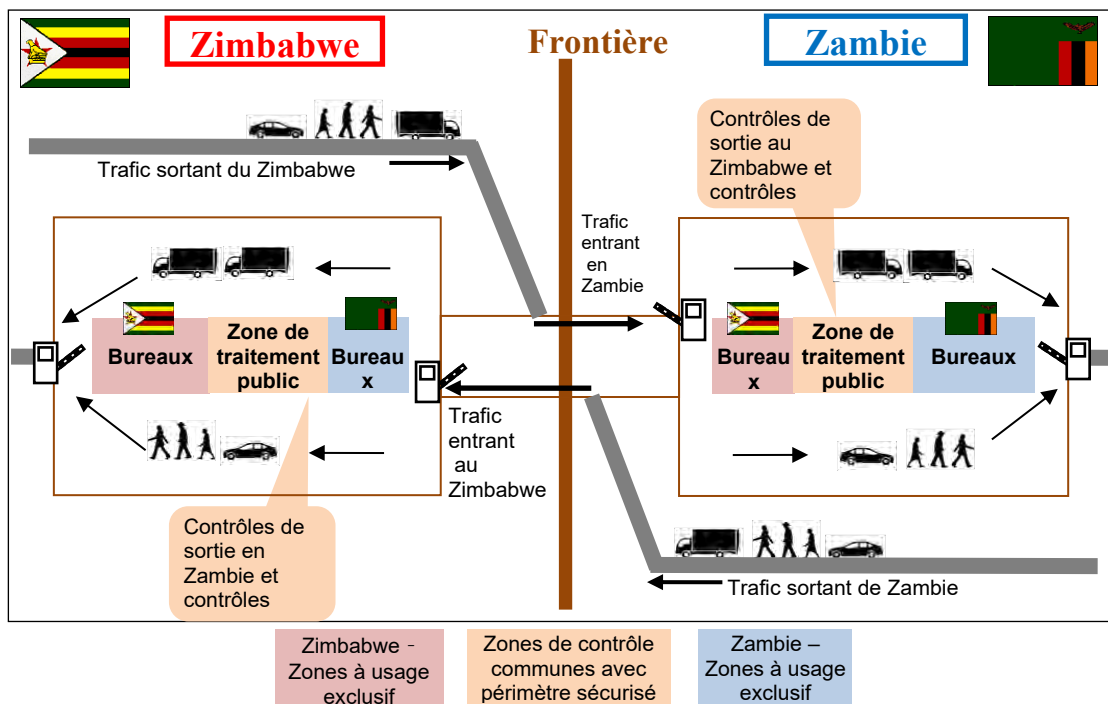 Zimbabwe
Frontière
Zambie
Trafic sortant du Zimbabwe
Contrôles de
sortie au
Zimbabwe et
contrôles
Trafic
entrant
en
Zambie
Bureaux
Zone de
traitement
public
Bureau
x
Trafic
entrant
au
Zimbabwe
Bureau
x
Zone de
traitement
public
Bureaux
Contrôles de
sortie en
Zambie et
contrôles
Trafic sortant de Zambie
Zimbabwe -
Zones à usage
exclusif
Zones de contrôle
communes avec
périmètre sécurisé
Zambie –
Zones à usage
exclusif